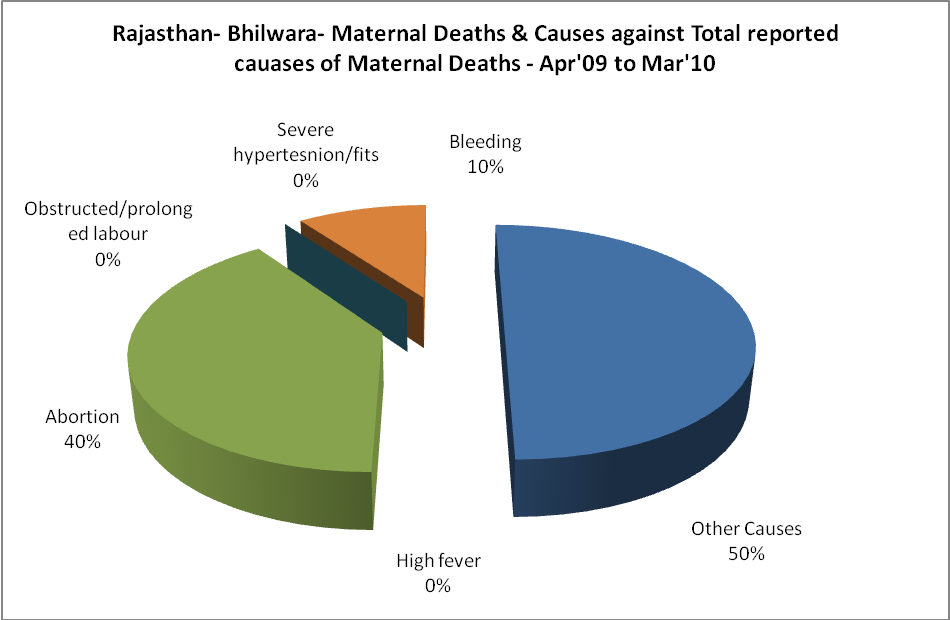 Rajasthan- Bhilwara- Maternal Deaths & Causes against Total reported
cauases of Maternal Deaths - Apr'09 to Mar'10
Severe
hypertesnion/fits
0%
Bleeding
10%
Obstructed/prolong
ed labour
0%
Abortion
40%
High fever
0%
Other Causes
50%